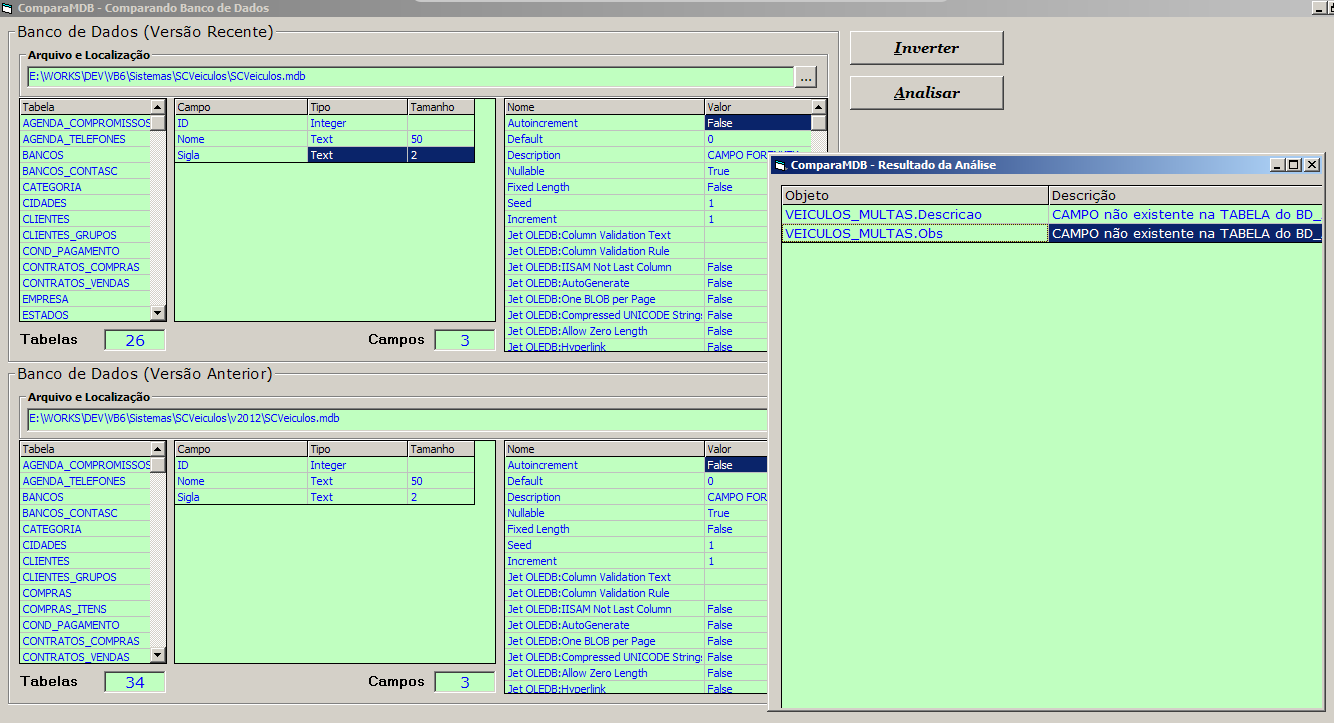 ComparaMDB - Comparando Banco de Dados
Banco de Dados (Versão Recente)
Arquivo e Localização
E:\WORKS\DEV\VB6\Sistemas\SCVeiculos\SCVeiculos.mdb
...
Inverter
Analisar
Tabela
AGENDA_COMPROMISSOS
AGENDA_TELEFONES
BANCOS
BANCOS_CONTASC
CATEGORIA
CIDADES
CLIENTES
CLIENTES_GRUPOS
COND_PAGAMENTO
CONTRATOS_COMPRAS
CONTRATOS_VENDAS
EMPRESA
ESTADOS
Tabelas 26
Campo Tipo Tamanho
ID Integer
Nome Text 50
Sigla Text 2
Campos 3
Nome Valor
Autoincrement False
Default 0
Description CAMPO FORTUNITY
Nullable True
Fixed Length False
Seed 1
Increment 1
Jet OLEDB:Column Validation Text
Jet OLEDB:Column Validation Rule
Jet OLEDB:IISAM Not Last Column False
Jet OLEDB:AutoGenerate False
Jet OLEDB:One BLOB per Page False
Jet OLEDB:Compressed UNICODE Strings False
Jet OLEDB:Allow Zero Length False
Jet OLEDB:Hyperlink False
Banco de Dados (Versão Anterior)
Arquivo e Localização
E:\WORKS\DEV\VB6\Sistemas\SCVeiculos\v2012\SCVeiculos.mdb
Tabela
AGENDA_COMPROMISSOS
AGENDA_TELEFONES
BANCOS
BANCOS_CONTASC
CATEGORIA
CIDADES
CLIENTES
CLIENTES_GRUPOS
COMPRAS
COMPRAS_ITENS
COND_PAGAMENTO
CONTRATOS_COMPRAS
CONTRATOS_VENDAS
Tabelas 34
Campo Tipo Tamanho
ID Integer
Nome Text 50
Sigla Text 2
Campos 3
Nome Valor
Autoincrement False
Default 0
Description CAMPO FOR
Nullable True
Fixed Length False
Seed 1
Increment 1
Jet OLEDB:Column Validation Text
Jet OLEDB:Column Validation Rule
Jet OLEDB:IISAM Not Last Column False
Jet OLEDB:AutoGenerate False
Jet OLEDB:One BLOB per Page False
Jet OLEDB:Compressed UNICODE Strings False
Jet OLEDB:Allow Zero Length False
Jet OLEDB:Hyperlink False
ComparaMDB - Resultado da Análise
Objeto Descrição
VEICULOS_MULTAS.Descricao CAMPO não existente na TABELA do BD_
VEICULOS_MULTAS.Obs CAMPO não existente na TABELA do BD_